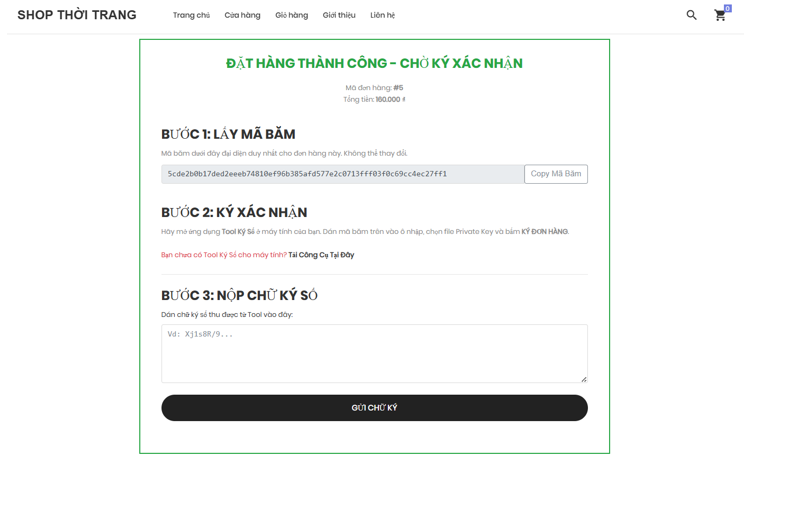 SHOP THỜI TRANG
Trang chủ
Cửa hàng
Giỏ hàng
Giới thiệu
Liên hệ
0
ĐẶT HÀNG THÀNH CÔNG - CHỜ KÝ XÁC NHẬN
Mã đơn hàng: #5
Tổng tiền: 160.000 ₫
BƯỚC 1: LẤY MÃ BĂM
Mã băm dưới đây đại diện duy nhất cho đơn hàng này. Không thể thay đổi.
5cde2b0b17ded2eeeb74810ef96b385afd577e2c0713fff03f0c69cc4ec27ff1
Copy Mã Băm
BƯỚC 2: KÝ XÁC NHẬN
Hãy mở ứng dụng Tool Ký Số ở máy tính của bạn. Dán mã băm trên vào ô nhập, chọn file Private Key và bấm KÝ ĐƠN HÀNG.
Bạn chưa có Tool Ký Số cho máy tính? Tải Công Cụ Tại Đây
BƯỚC 3: NỘP CHỮ KÝ SỐ
Dán chữ ký số thu được từ Tool vào đây:
Vd: Xj1s8R/9...
GỬI CHỮ KÝ